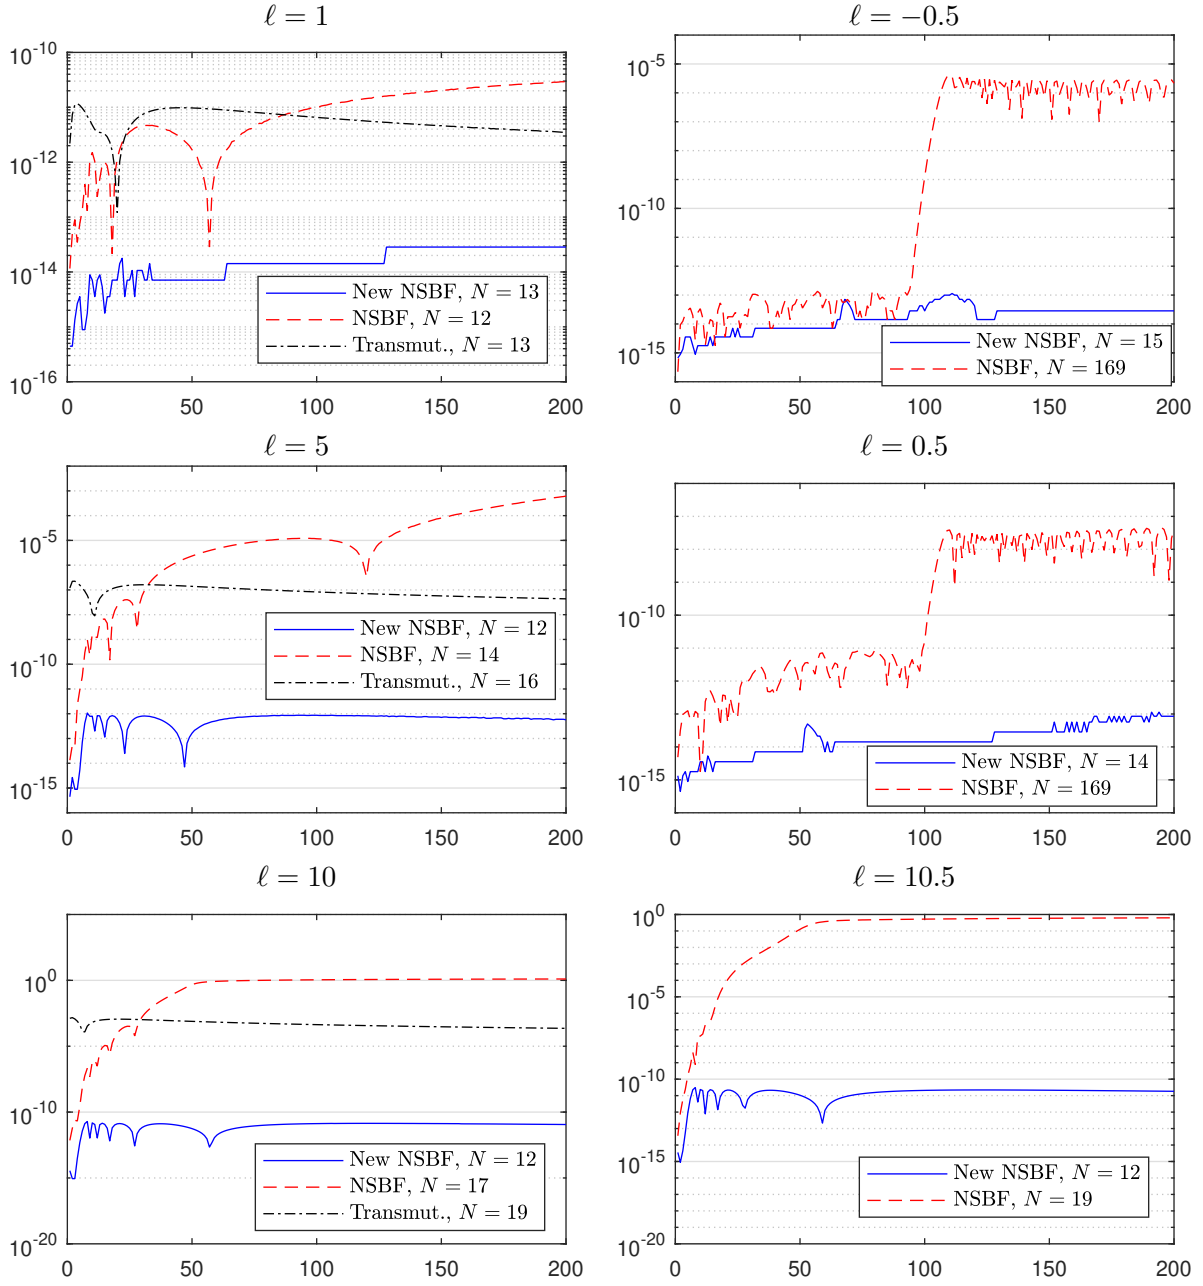 ℓ = 1
10^-10
10^-12
10^-14
10^-16
New NSBF, N = 13
NSBF, N = 12
Transmut., N = 13
0 50 100 150 200
ℓ = −0.5
10^-5
10^-10
10^-15
New NSBF, N = 15
NSBF, N = 169
0 50 100 150 200
ℓ = 5
10^-5
10^-10
10^-15
New NSBF, N = 12
NSBF, N = 14
Transmut., N = 16
0 50 100 150 200
ℓ = 0.5
10^-10
10^-15
New NSBF, N = 14
NSBF, N = 169
0 50 100 150 200
ℓ = 10
10^0
10^-10
10^-20
New NSBF, N = 12
NSBF, N = 17
Transmut., N = 19
0 50 100 150 200
ℓ = 10.5
10^0
10^-5
10^-10
10^-15
10^-20
New NSBF, N = 12
NSBF, N = 19
0 50 100 150 200